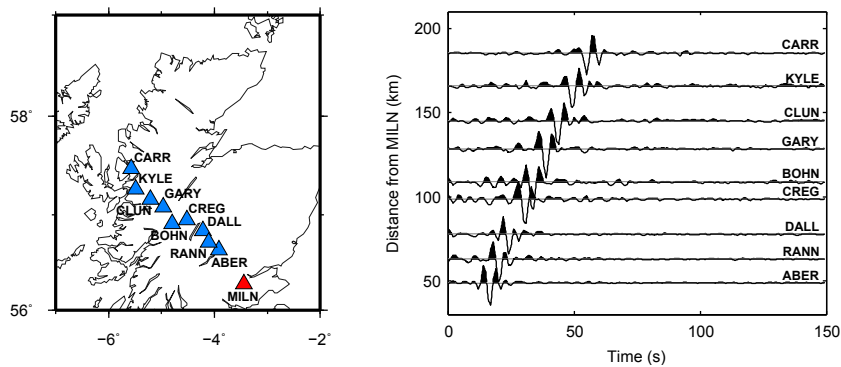 58˚
56˚
−6˚
−4˚
−2˚
CARR
KYLE
GARY
CLUN
CREG
DALL
BOHN
RANN
ABER
MILN
Distance from MILN (km)
200
150
100
50
0
50
100
150
Time (s)
CARR
KYLE
CLUN
GARY
BOHN
CREG
DALL
RANN
ABER